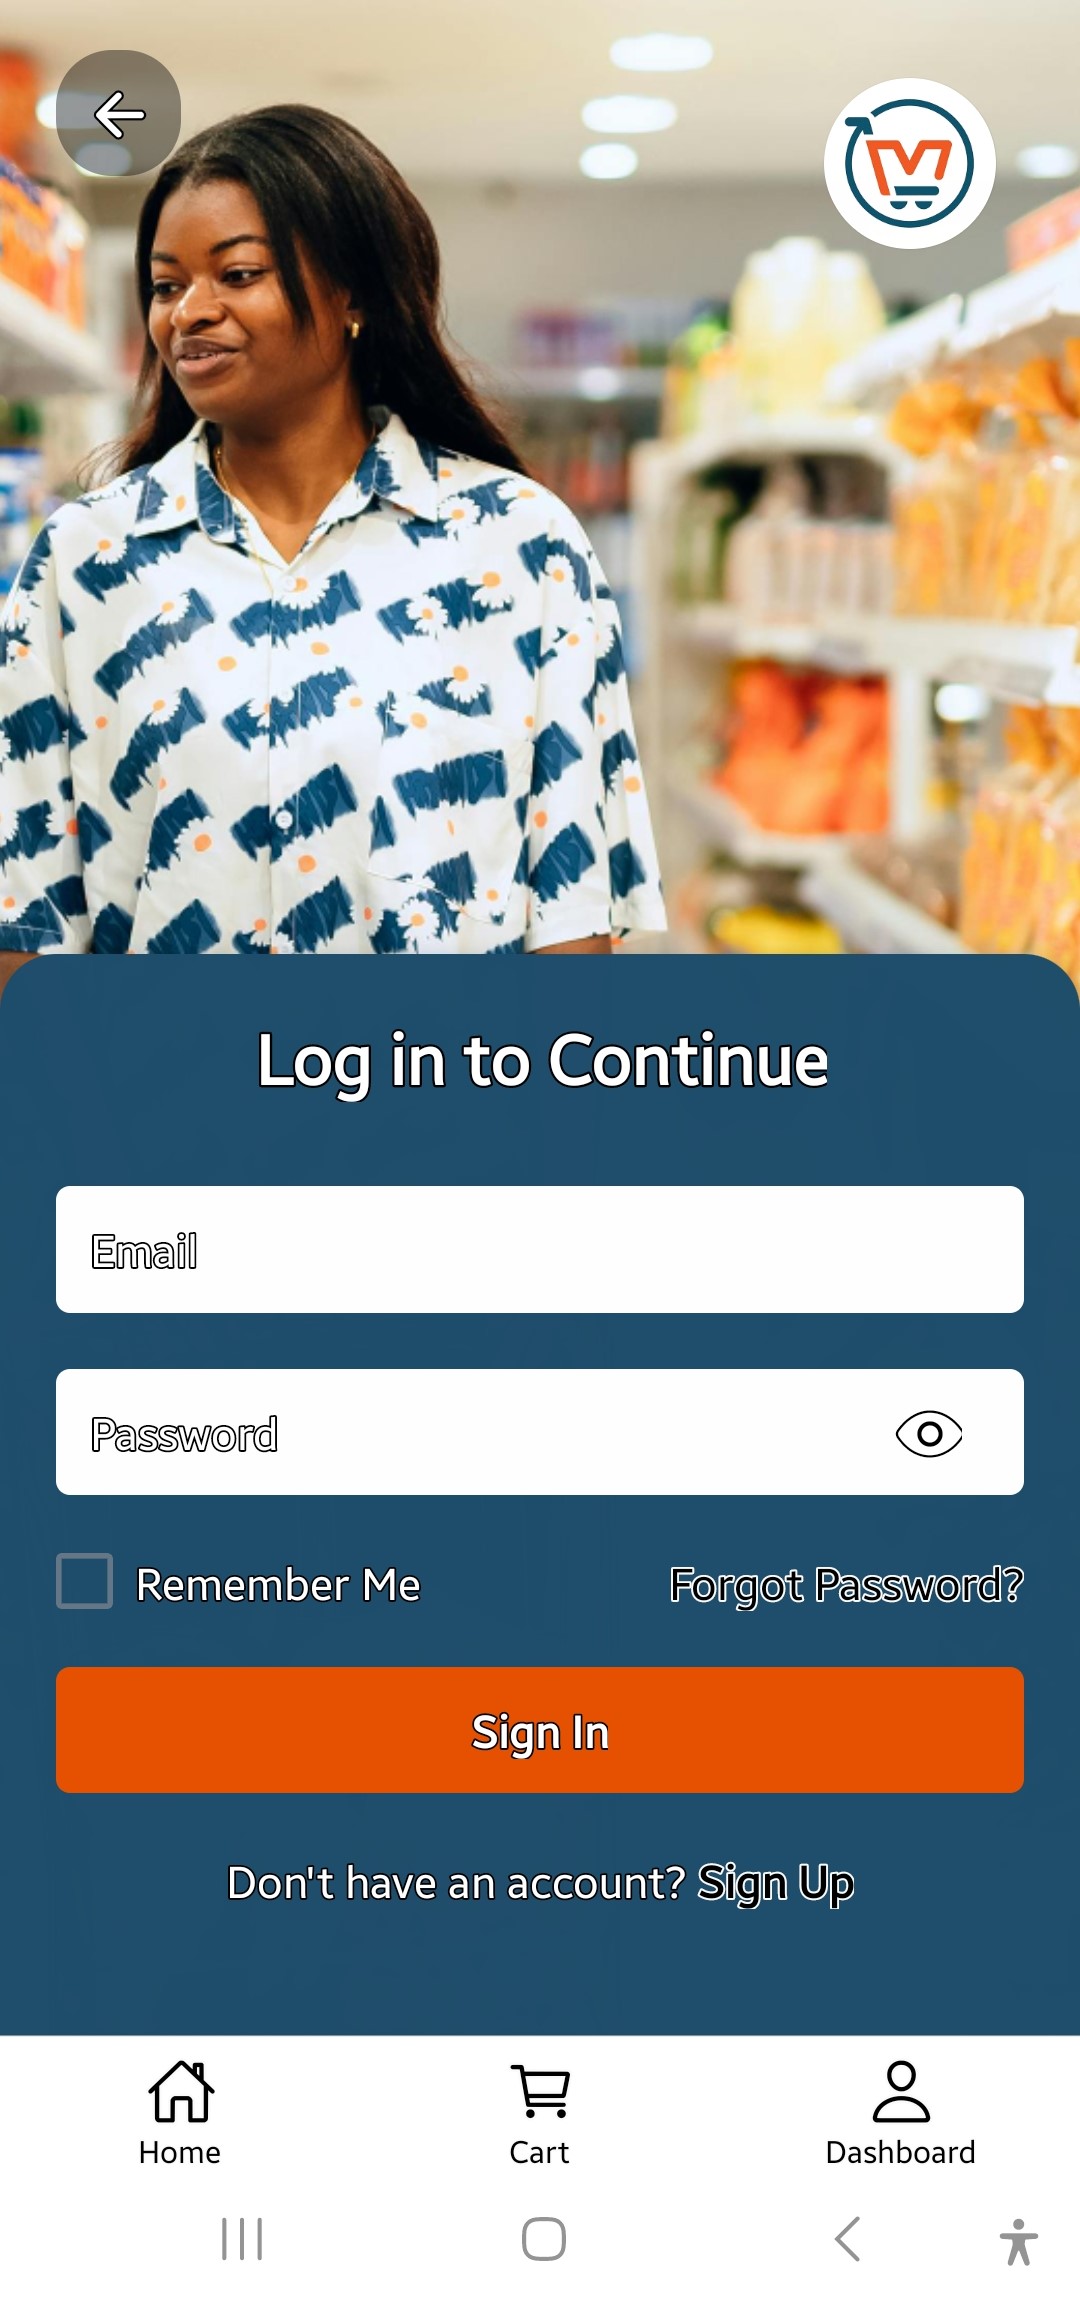 Log in to Continue
Email
Password
Remember Me
Forgot Password?
Sign In
Don't have an account? Sign Up
Home
Cart
Dashboard